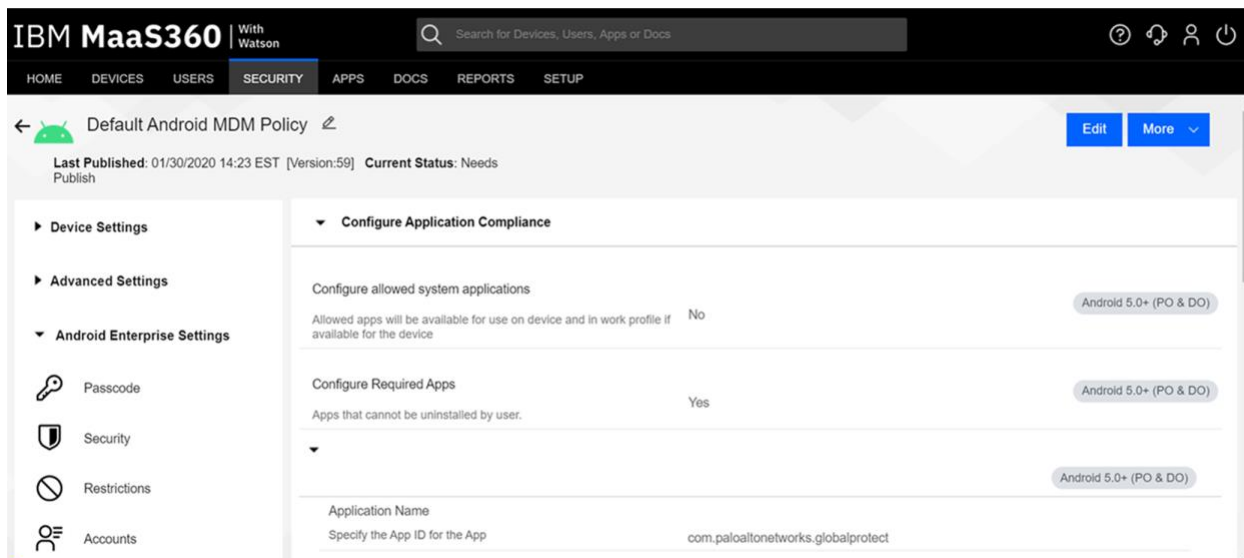 IBM MaaS360 | With Watson
Search for Devices, Users, Apps or Docs
HOME DEVICES USERS SECURITY APPS DOCS REPORTS SETUP
Default Android MDM Policy
Edit More
Last Published: 01/30/2020 14:23 EST [Version:59] Current Status: Needs
Publish
Device Settings
Advanced Settings
Android Enterprise Settings
Passcode
Security
Restrictions
Accounts
Configure Application Compliance
Configure allowed system applications
Allowed apps will be available for use on device and in work profile if
available for the device
No
Android 5.0+ (PO & DO)
Configure Required Apps
Apps that cannot be uninstalled by user.
Yes
Android 5.0+ (PO & DO)
Android 5.0+ (PO & DO)
Application Name
Specify the App ID for the App
com.paloaltonetworks.globalprotect